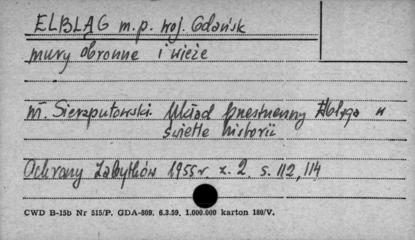 ELBLĄG m.p. woj. Gdańsk
mury obronne i wieże
M. Sierzputowski. Układ przestrzenny Elbląga w
świetle historii
Ochrony Zabytków 1955 r. z. 2 s. 112, 114
CWD B-15b Nr 515/P. GDA-809. 6.3.59. 1.000.000 karton 180/V.